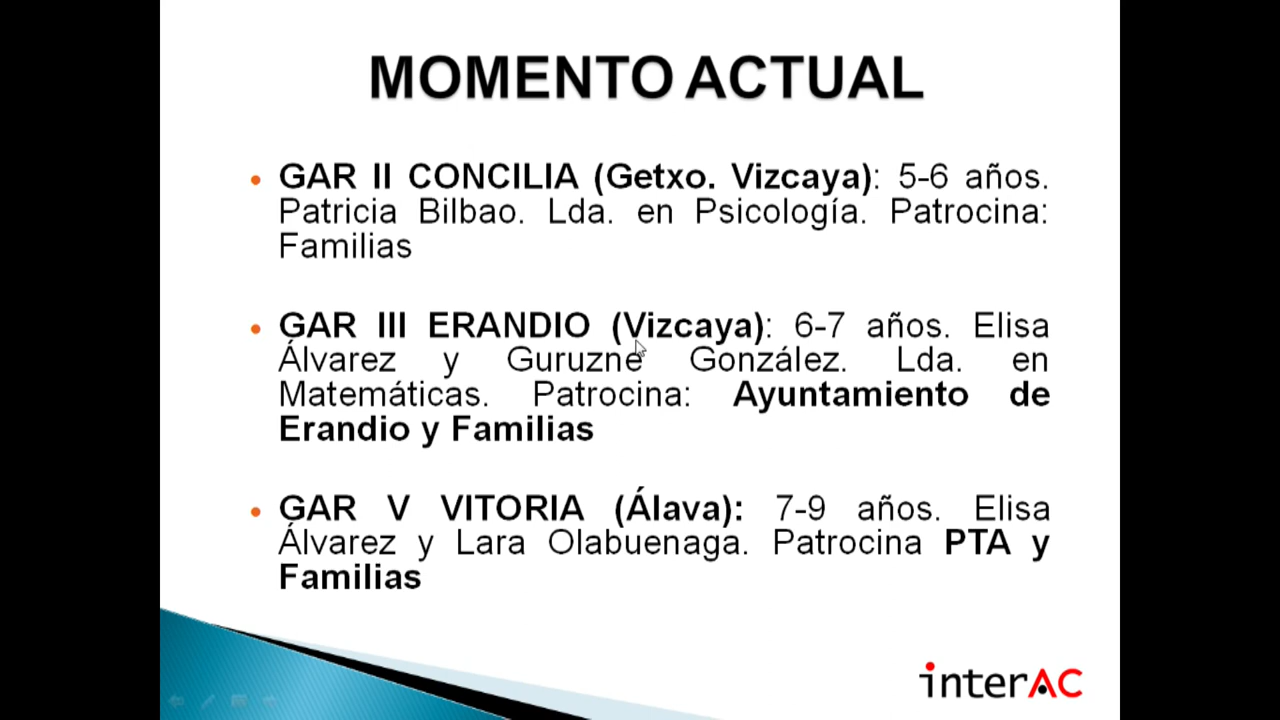 MOMENTO ACTUAL
• GAR II CONCILIA (Getxo. Vizcaya): 5-6 años.
Patricia Bilbao. Lda. en Psicología. Patrocina:
Familias
• GAR III ERANDIO (Vizcaya): 6-7 años. Elisa
Álvarez y Guruzne González. Lda. en
Matemáticas. Patrocina: Ayuntamiento de
Erandio y Familias
• GAR V VITORIA (Álava): 7-9 años. Elisa
Álvarez y Lara Olabuenaga. Patrocina PTA y
Familias
interAC